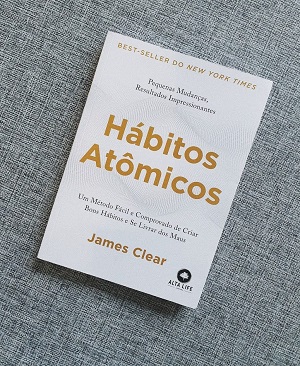 BEST-SELLER DO NEW YORK TIMES
Pequenas Mudanças,
Resultados Impressionantes
Hábitos
Atômicos
Um Método Fácil e Comprovado de Criar
Bons Hábitos e Se Livrar dos Maus
James Clear
ALTA LIFE